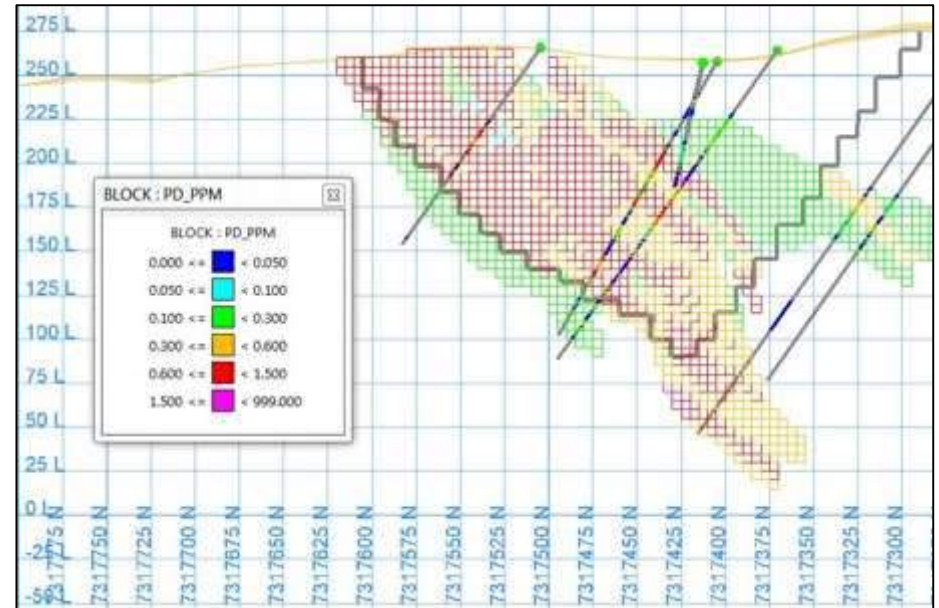 275 L
250 L
225 L
200 L
175 L
150 L
125 L
100 L
75 L
50 L
25 L
0 L
-25 L
-50 L
BLOCK : PD_PPM
BLOCK : PD_PPM
0.000 <= < 0.050
0.050 <= < 0.100
0.100 <= < 0.300
0.300 <= < 0.600
0.600 <= < 1.500
1.500 <= < 999.000
7317775 N
7317750 N
7317725 N
7317700 N
7317675 N
7317650 N
7317625 N
7317600 N
7317575 N
7317550 N
7317525 N
7317500 N
7317475 N
7317450 N
7317425 N
7317400 N
7317375 N
7317350 N
7317325 N
7317300 N